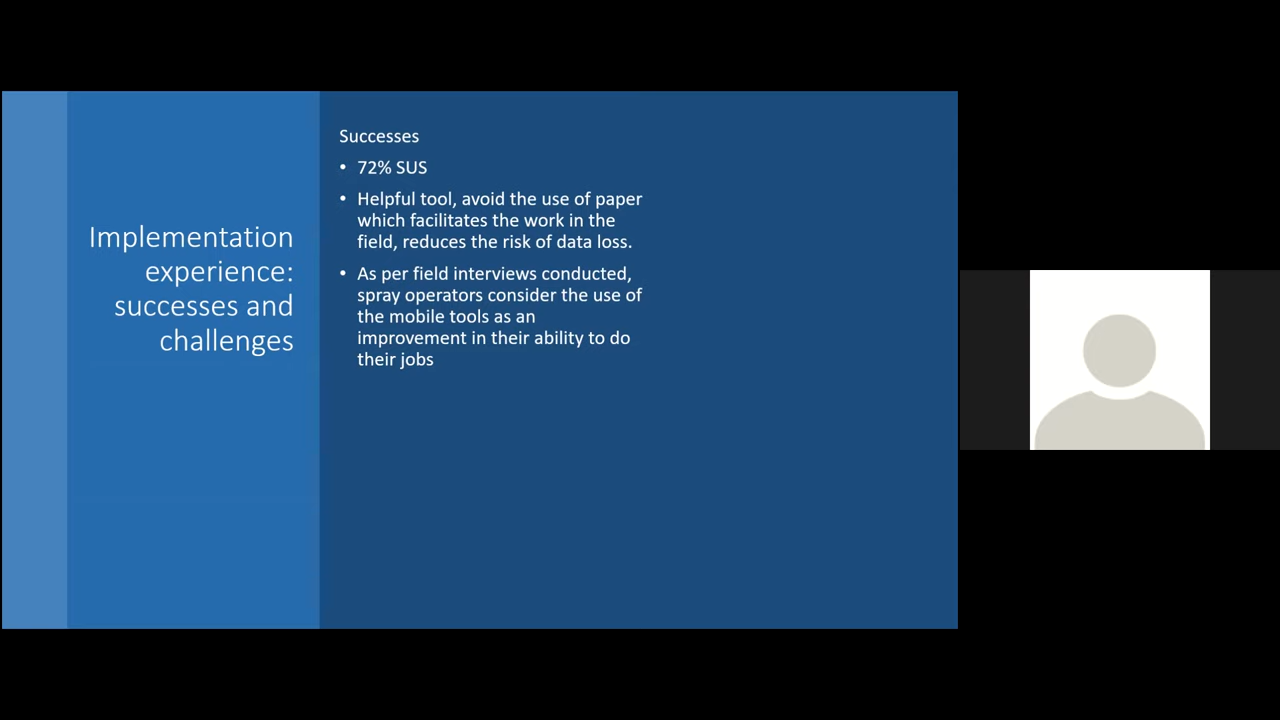 Implementation
experience:
successes and
challenges
Successes
• 72% SUS
• Helpful tool, avoid the use of paper
which facilitates the work in the
field, reduces the risk of data loss.
• As per field interviews conducted,
spray operators consider the use of
the mobile tools as an
improvement in their ability to do
their jobs